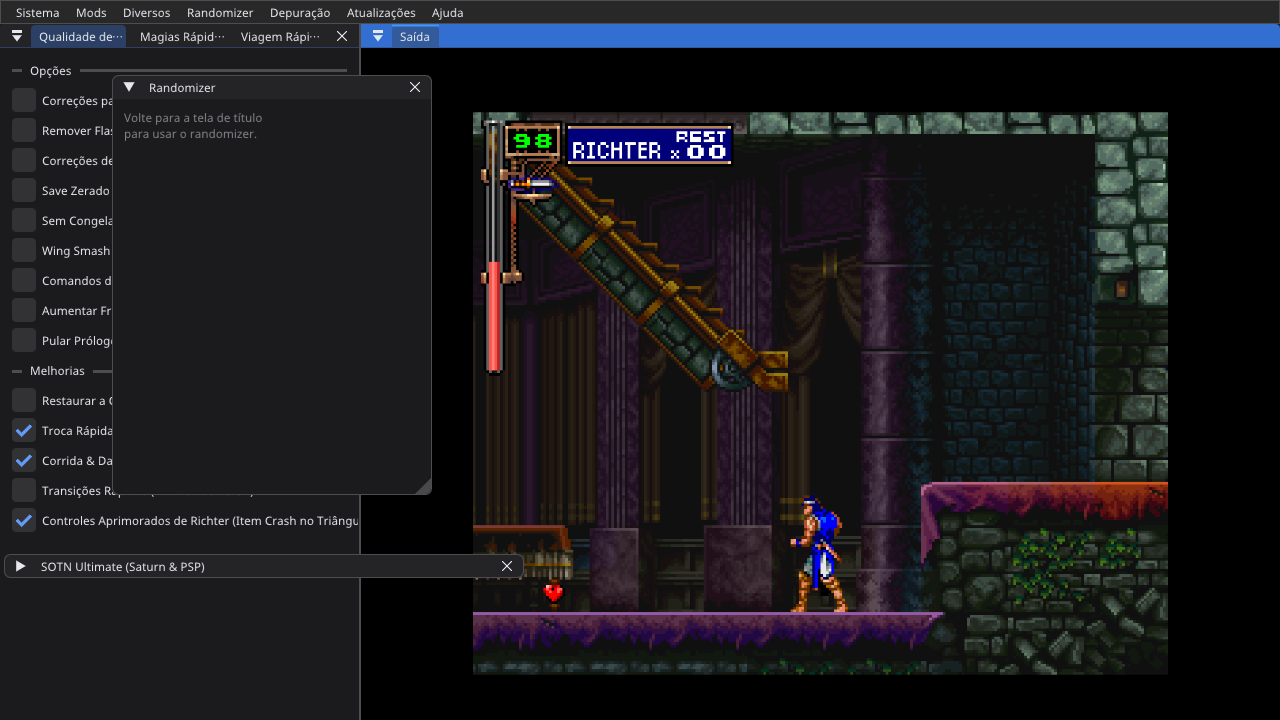 Sistema Mods Diversos Randomizer Depuração Atualizações Ajuda
Qualidade de··· Magias Rápid··· Viagem Rápi···
Saída
Opções
Randomizer
Volte para a tela de título
para usar o randomizer.
Correções pa
Remover Flas
Correções de
Save Zerado
Sem Congela
Wing Smash
Comandos d
Aumentar Fr
Pular Prólogo
Melhorias
Restaurar a
Troca Rápida
Corrida & Da
Transições
Controles Aprimorados de Richter (Item Crash no Triângu
SOTN Ultimate (Saturn & PSP)
98
REST
RICHTER x 00